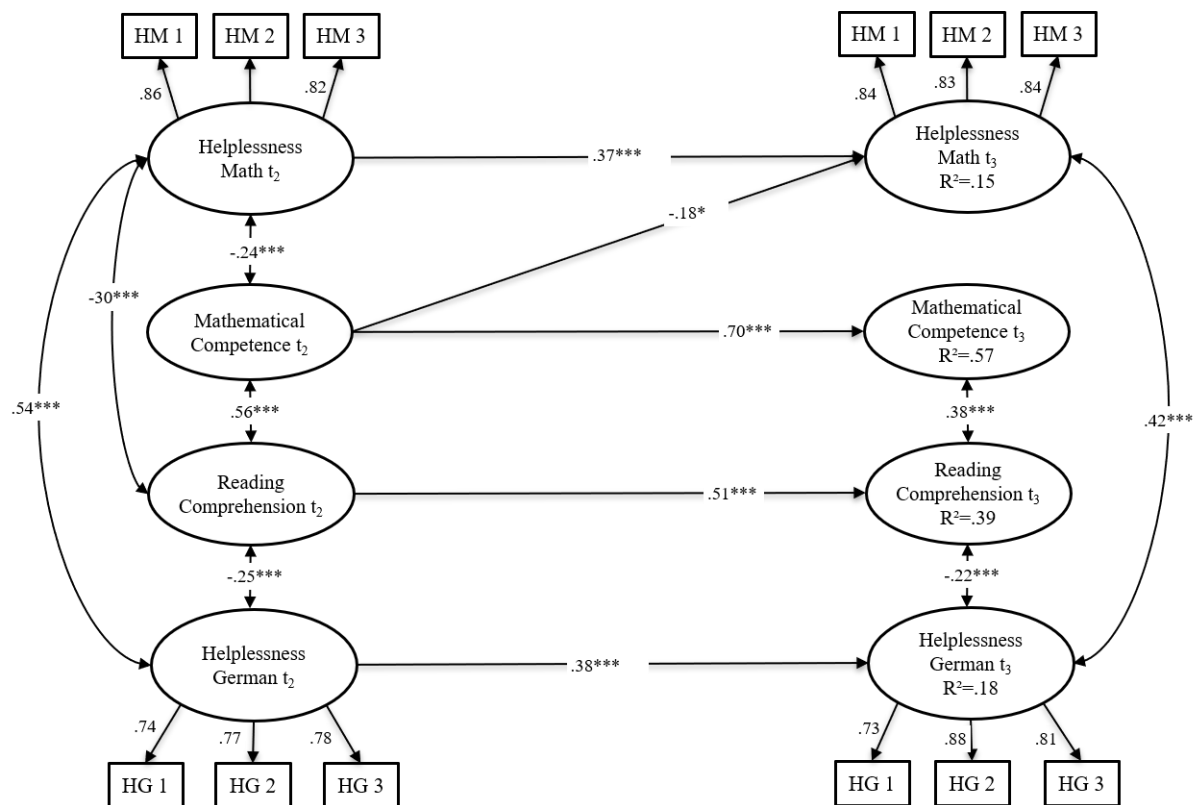 HM 1
HM 2
HM 3
HM 1
HM 2
HM 3
.86
.82
.84
.83
.84
Helplessness
Math t₂
.37***
Helplessness
Math t₃
R²=.15
-.18*
-.24***
-30***
Mathematical
Competence t₂
.70***
Mathematical
Competence t₃
R²=.57
.54***
.56***
.38***
.42***
Reading
Comprehension t₂
.51***
Reading
Comprehension t₃
R²=.39
-.25***
-.22***
Helplessness
German t₂
.38***
Helplessness
German t₃
R²=.18
.74
.77
.78
.73
.88
.81
HG 1
HG 2
HG 3
HG 1
HG 2
HG 3